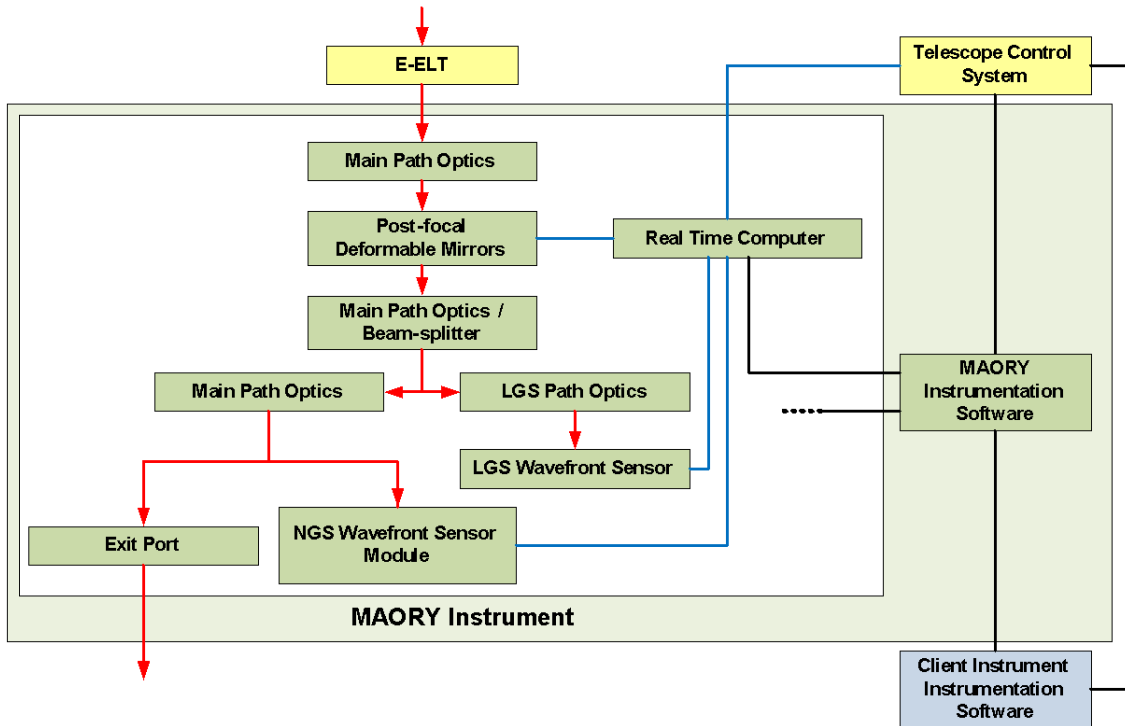 E-ELT
Telescope Control
System
Main Path Optics
Post-focal
Deformable Mirrors
Real Time Computer
Main Path Optics /
Beam-splitter
Main Path Optics
LGS Path Optics
MAORY
Instrumentation
Software
LGS Wavefront Sensor
Exit Port
NGS Wavefront Sensor
Module
MAORY Instrument
Client Instrument
Instrumentation
Software